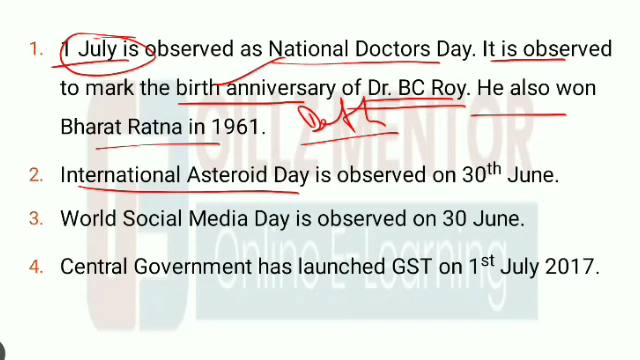 1. 1 July is observed as National Doctors Day. It is observed
to mark the birth anniversary of Dr. BC Roy. He also won
Bharat Ratna in 1961.
2. International Asteroid Day is observed on 30th June.
3. World Social Media Day is observed on 30 June.
4. Central Government has launched GST on 1st July 2017.
GILLZ MENTOR
Online E-Learning